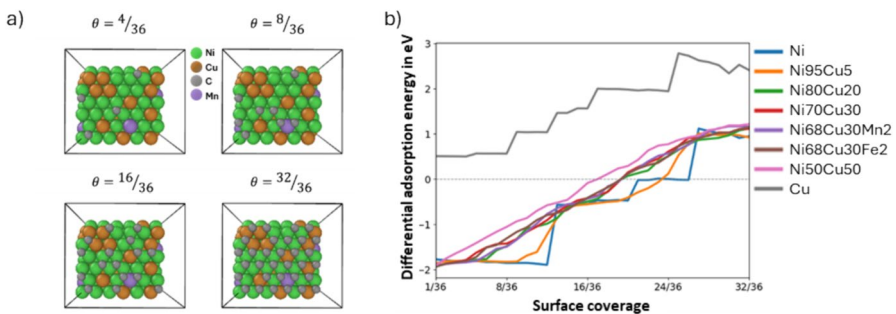 a)
θ = 4/36
θ = 8/36
Ni
Cu
C
Mn
θ = 16/36
θ = 32/36
b)
Differential adsorption energy in eV
3
2
1
0
−1
−2
1/36
8/36
16/36
24/36
32/36
Surface coverage
Ni
Ni95Cu5
Ni80Cu20
Ni70Cu30
Ni68Cu30Mn2
Ni68Cu30Fe2
Ni50Cu50
Cu